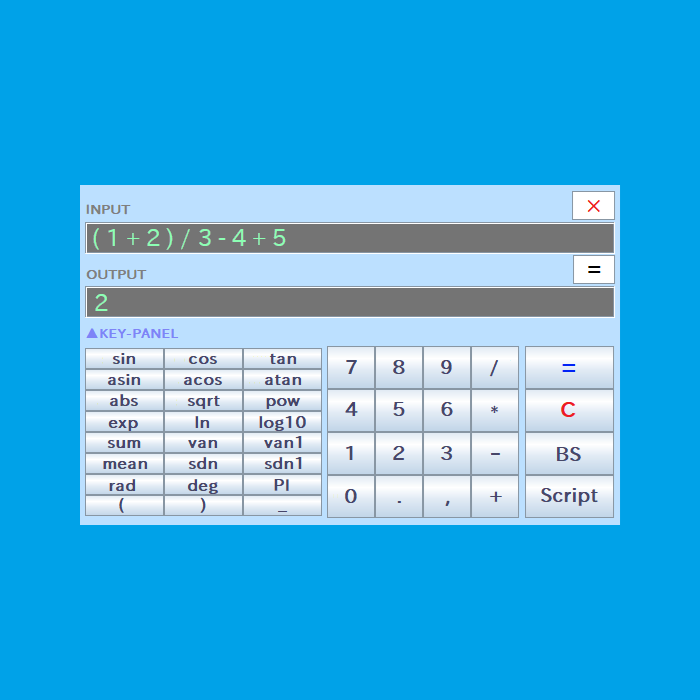 INPUT ×
(1+2)/3-4+5
OUTPUT =
2
▲KEY-PANEL
sin cos tan 7 8 9 / =
asin acos atan
abs sqrt pow 4 5 6 * C
exp ln log10
sum van van1 1 2 3 - BS
mean sdn sdn1
rad deg PI 0 . , + Script
( ) _